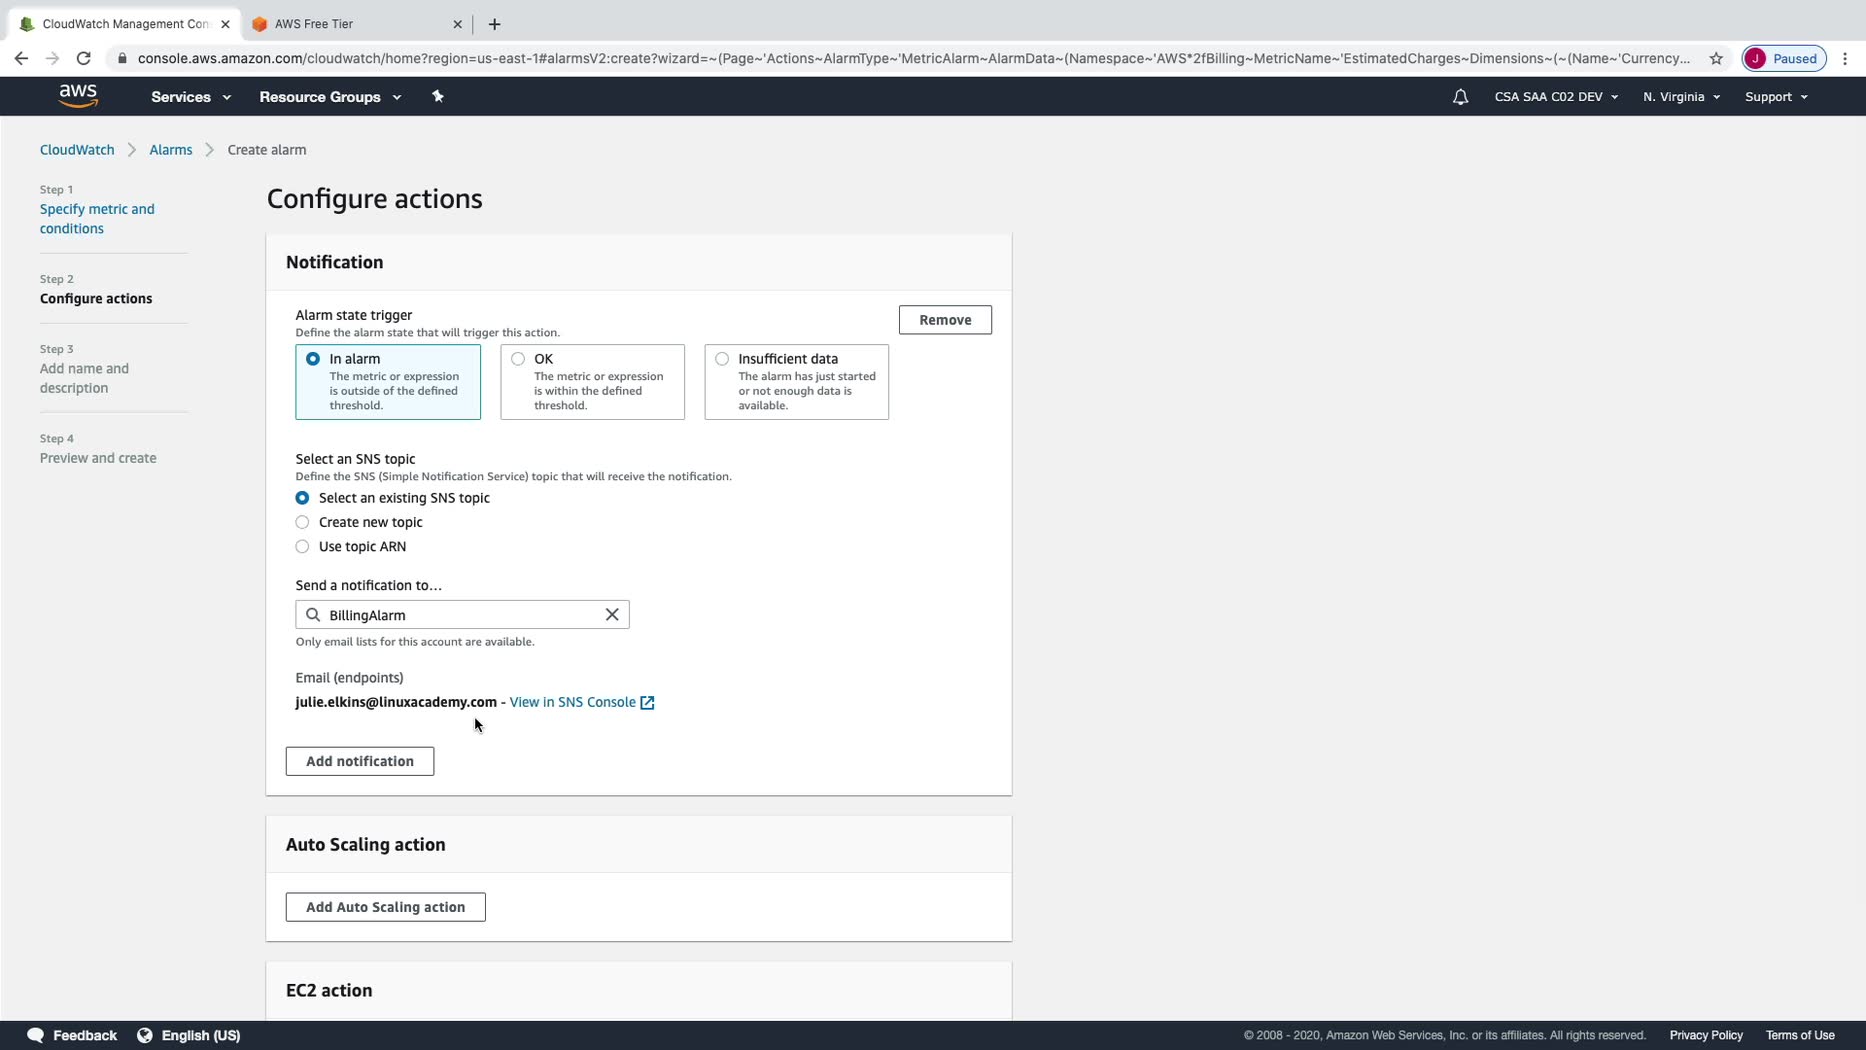 CloudWatch Management Con
AWS Free Tier
console.aws.amazon.com/cloudwatch/home?region=us-east-1#alarmsV2:create?wizard=~(Page~'Actions~AlarmType~'MetricAlarm~AlarmData~(Namespace~'AWS*2fBilling~MetricName~'EstimatedCharges~Dimensions~(~(Name~'Currency...
J Paused
aws Services Resource Groups CSA SAA C02 DEV N. Virginia Support
CloudWatch Alarms Create alarm
Step 1
Specify metric and
conditions
Step 2
Configure actions
Step 3
Add name and
description
Step 4
Preview and create
Configure actions
Notification
Alarm state trigger
Define the alarm state that will trigger this action.
Remove
In alarm
The metric or expression
is outside of the defined
threshold.
OK
The metric or expression
is within the defined
threshold.
Insufficient data
The alarm has just started
or not enough data is
available.
Select an SNS topic
Define the SNS (Simple Notification Service) topic that will receive the notification.
Select an existing SNS topic
Create new topic
Use topic ARN
Send a notification to...
BillingAlarm
Only email lists for this account are available.
Email (endpoints)
julie.elkins@linuxacademy.com - View in SNS Console
Add notification
Auto Scaling action
Add Auto Scaling action
EC2 action
Feedback English (US) © 2008 - 2020, Amazon Web Services, Inc. or its affiliates. All rights reserved. Privacy Policy Terms of Use